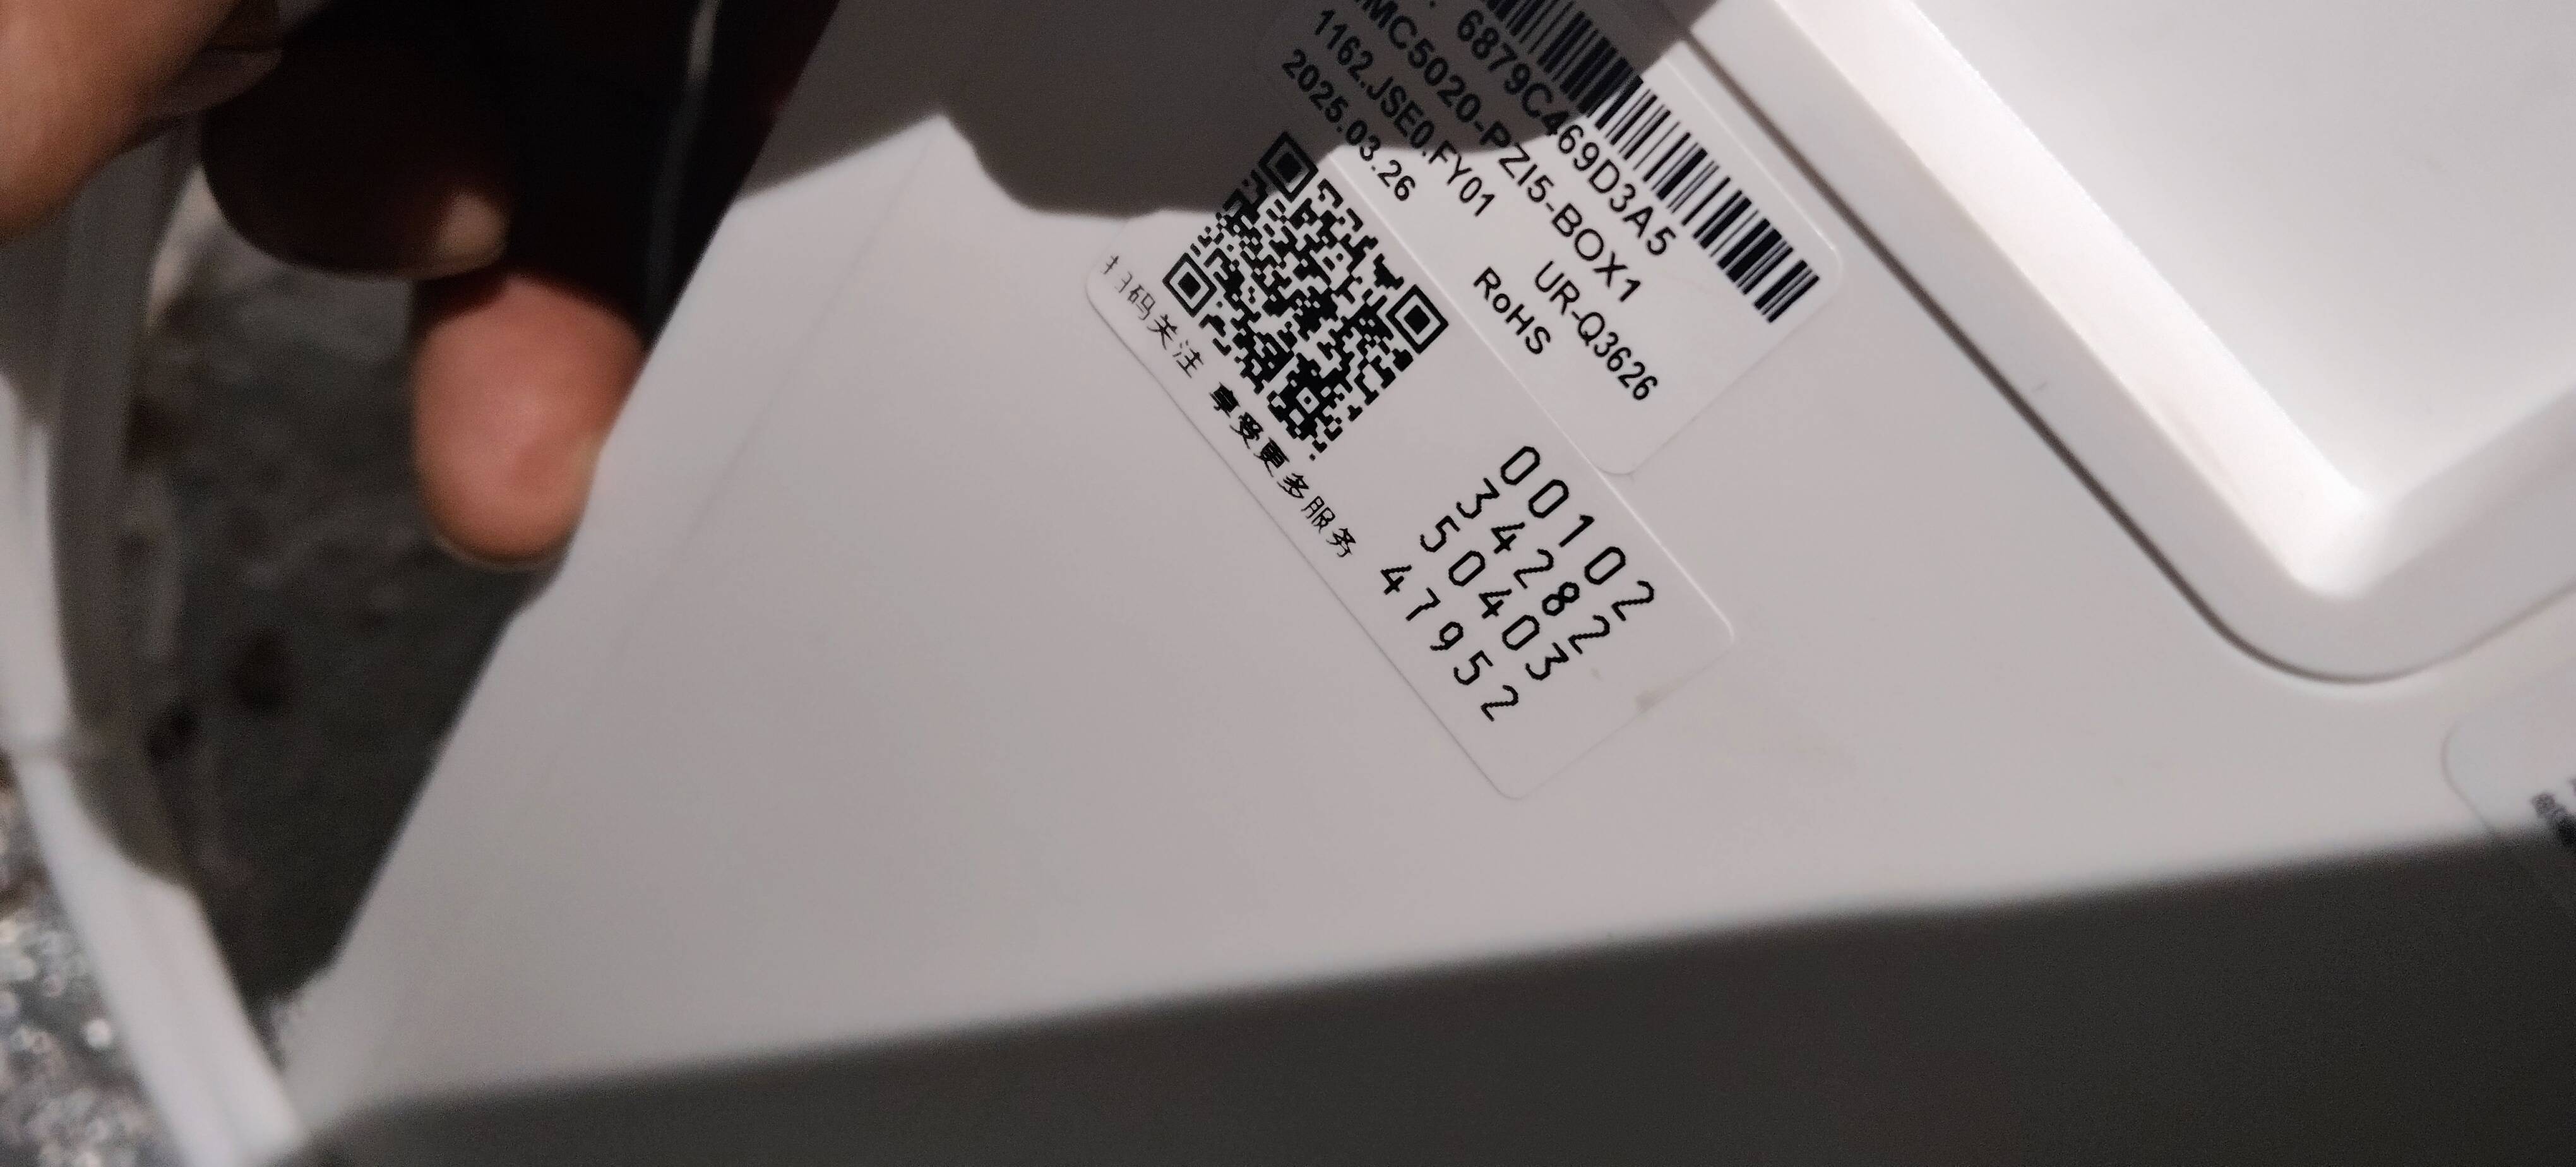 6879C469D3A5
MC5020-PZI5-BOX1
1162.JSE0.FY01
UR-Q3626
2025.03.26
RoHS
00102
34282
50403
47952
扫码关注 享受更多服务